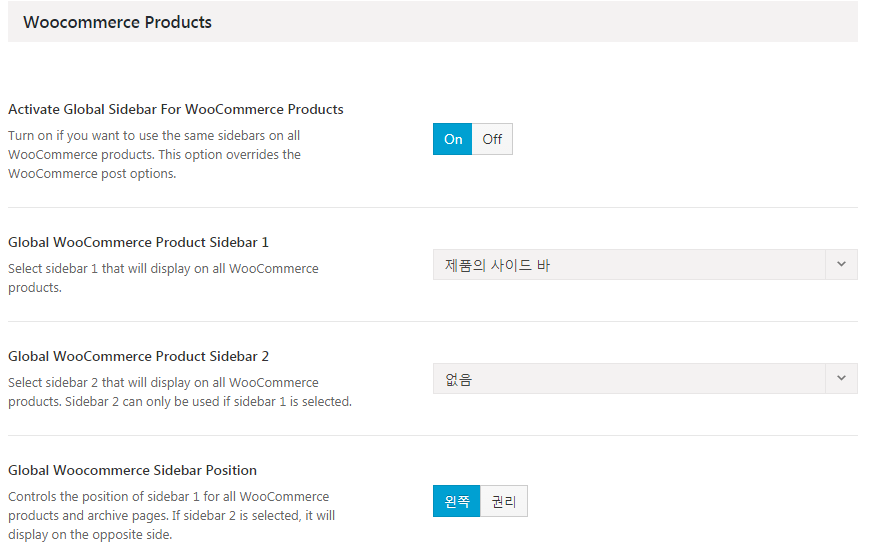 Woocommerce Products
Activate Global Sidebar For WooCommerce Products
Turn on if you want to use the same sidebars on all
WooCommerce products. This option overrides the
WooCommerce post options.
On Off
Global WooCommerce Product Sidebar 1
Select sidebar 1 that will display on all WooCommerce
products.
제품의 사이드 바
Global WooCommerce Product Sidebar 2
Select sidebar 2 that will display on all WooCommerce
products. Sidebar 2 can only be used if sidebar 1 is selected.
없음
Global Woocommerce Sidebar Position
Controls the position of sidebar 1 for all WooCommerce
products and archive pages. If sidebar 2 is selected, it will
display on the opposite side.
왼쪽 권리